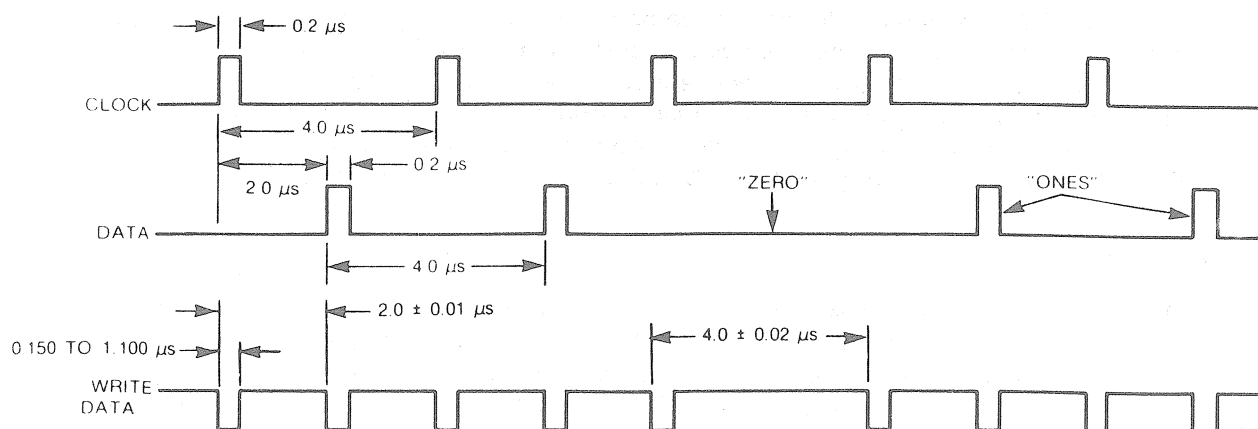 0.2 µs
CLOCK
4.0 µs
0.2 µs
2.0 µs
"ZERO"
"ONES"
DATA
4.0 µs
2.0 ± 0.01 µs
0.150 TO 1.100 µs
4.0 ± 0.02 µs
WRITE
DATA